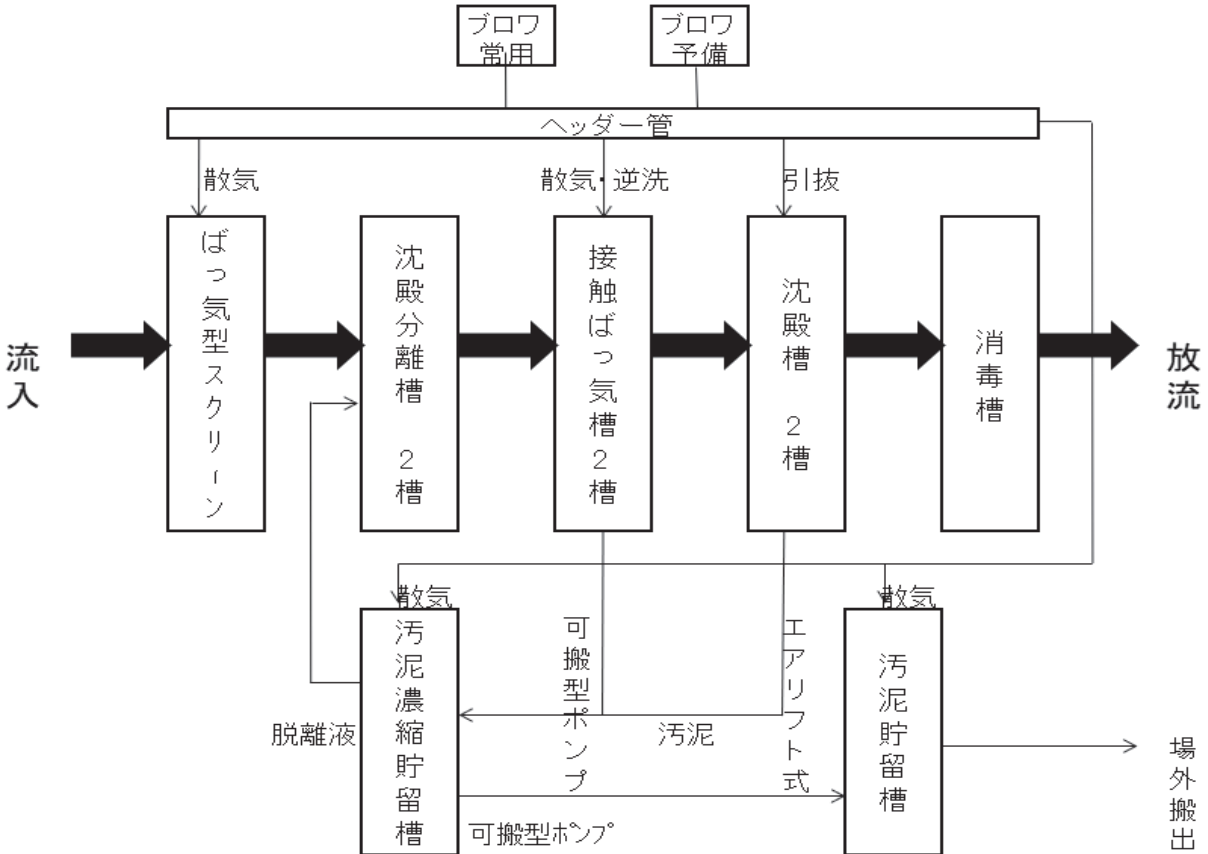 ブロワ
常用
ブロワ
予備
ヘッダー管
散気
散気・逆洗
引抜
流入
ばっ気型スクリーン
沈殿分離槽 2槽
接触ばっ気槽2槽
沈殿槽 2槽
消毒槽
放流
散気
散気
汚泥濃縮貯留槽
可搬型ポンプ
エアリフト式
汚泥貯留槽
脱離液
汚泥
場外搬出
可搬型ポンプ